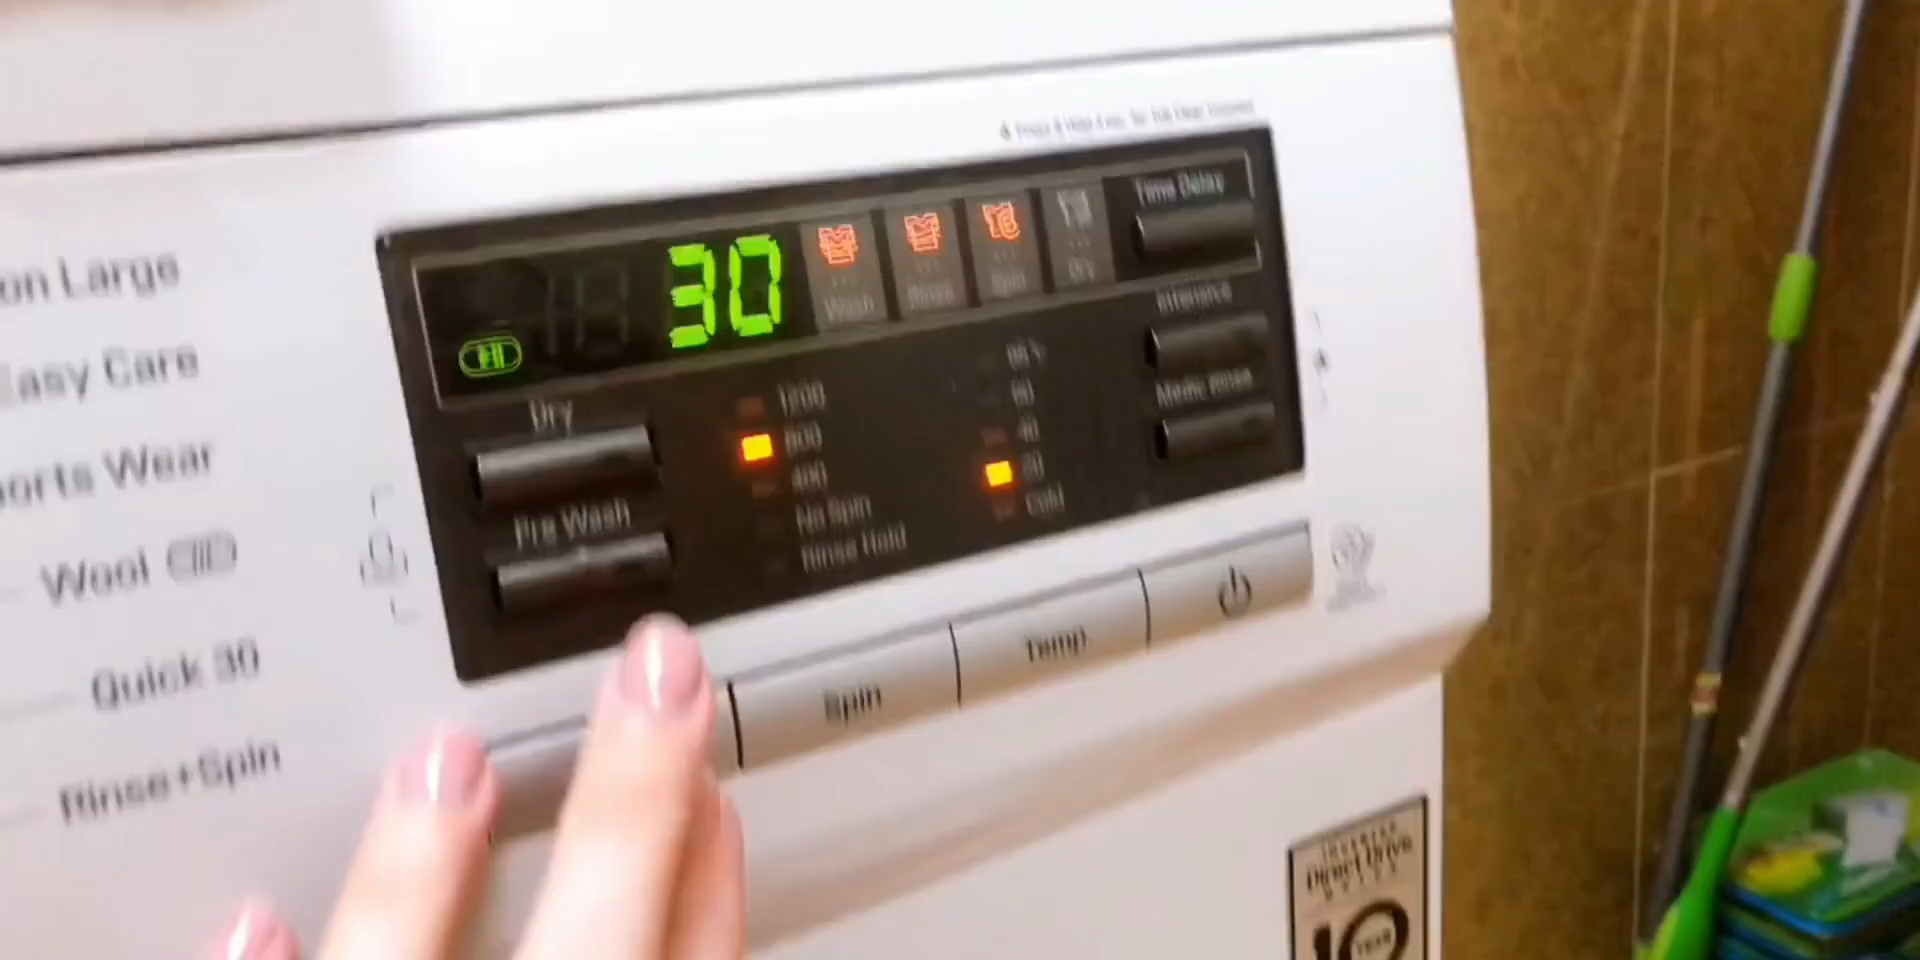 on Large
Easy Care
orts Wear
Wool
Quick 30
Rinse+Spin
30
Wash
Rinse
Spin
Dry
Time Delay
Intensive
Medic Rinse
Dry
Pre Wash
1200
800
400
No Spin
Rinse Hold
60
40
Cold
Spin
Temp
Direct Drive
10
YEAR